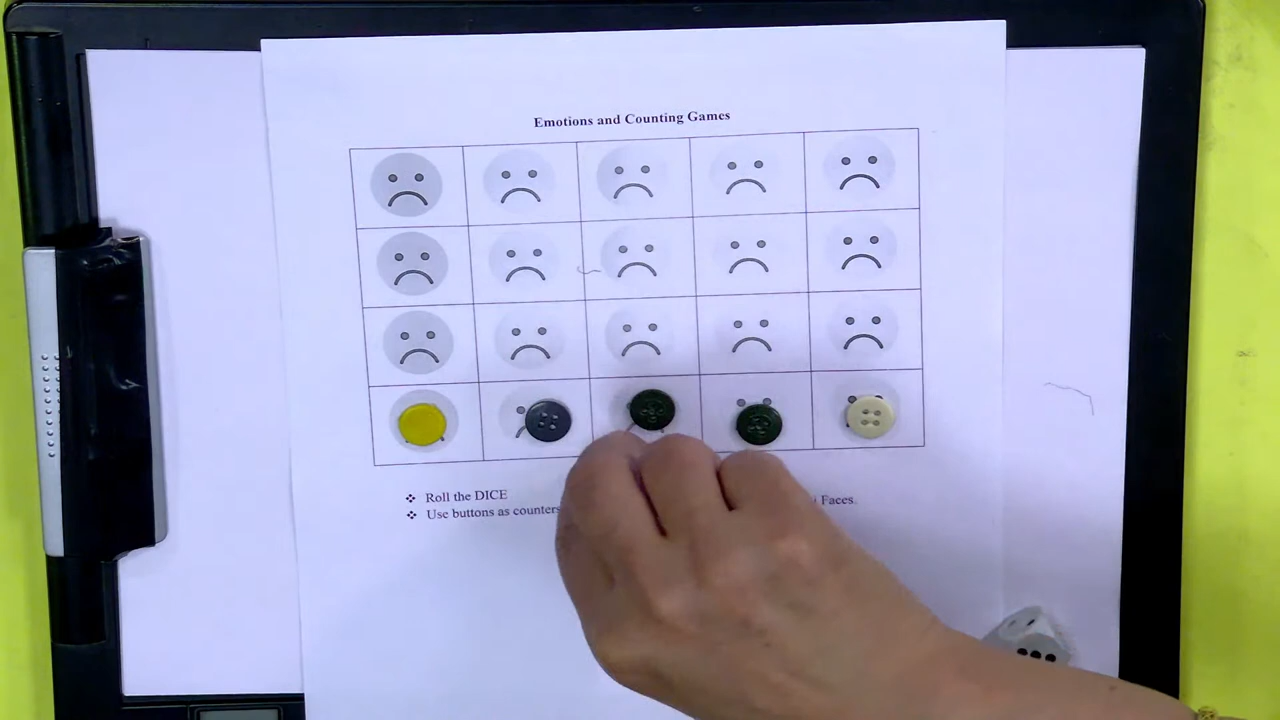 Emotions and Counting Games
❖ Roll the DICE
❖ Use buttons as counters Faces.